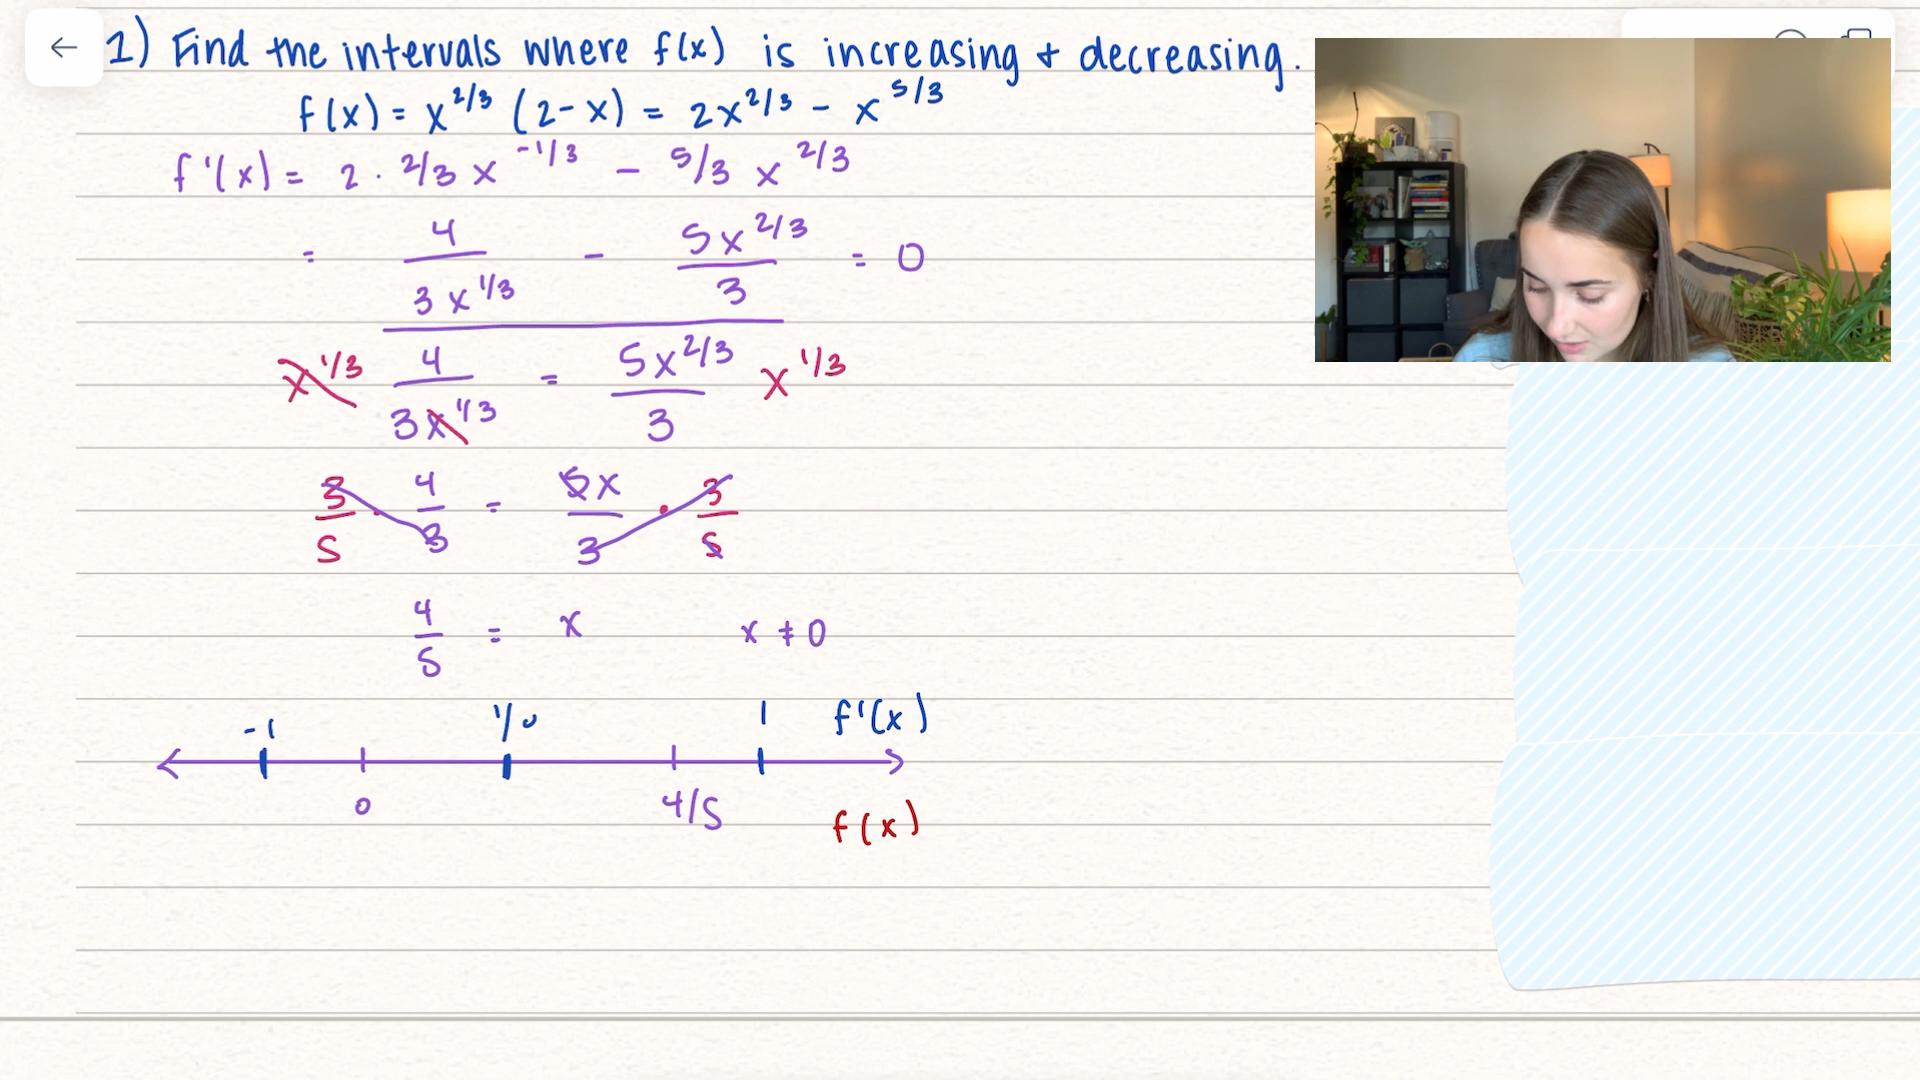 1) Find the intervals where f(x) is increasing + decreasing.
f(x) = x^2/3 (2-x) = 2x^2/3 - x^5/3
f'(x) = 2 · 2/3 x^-1/3 - 5/3 x^2/3
= 4/3x^1/3 - 5x^2/3/3 = 0
x^1/3 4/3x^1/3 = 5x^2/3/3 x^1/3
3/5 · 4/3 = 5x/3 · 3/5
4/5 = x x ≠ 0
-1 1 f'(x)
0 4/5 f(x)